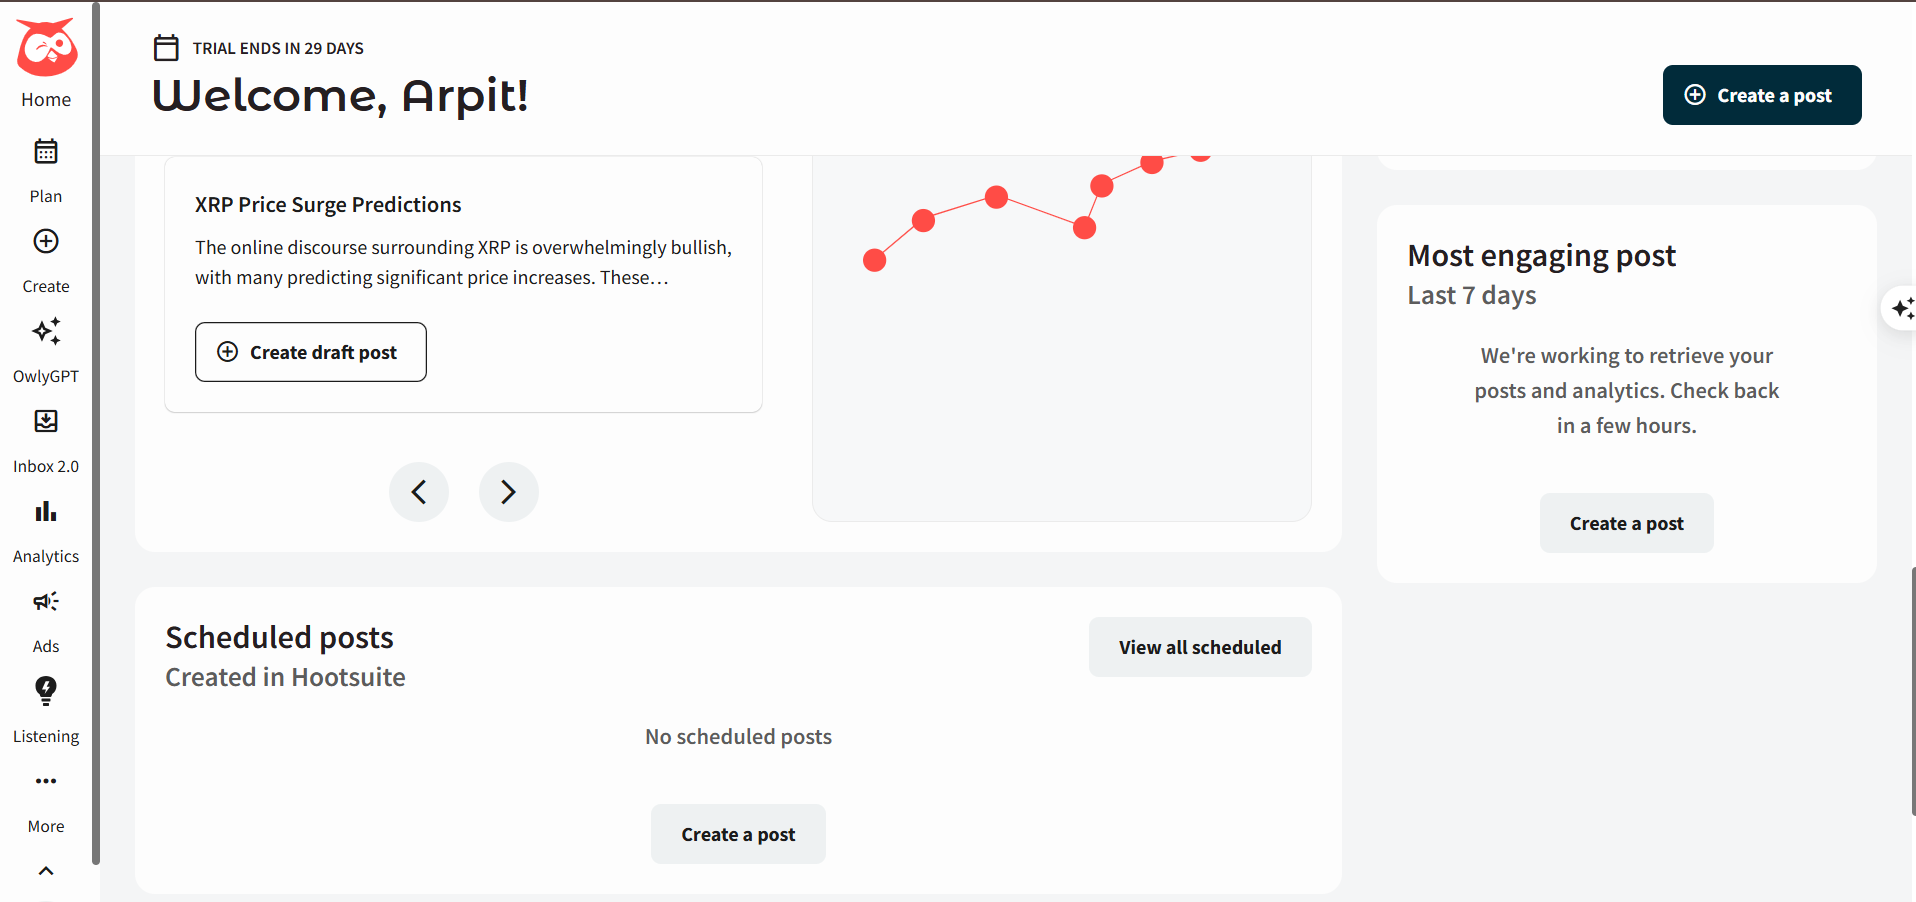 Home
Plan
Create
OwlyGPT
Inbox 2.0
Analytics
Ads
Listening
More
TRIAL ENDS IN 29 DAYS
Welcome, Arpit!
Create a post
XRP Price Surge Predictions
The online discourse surrounding XRP is overwhelmingly bullish,
with many predicting significant price increases. These…
Create draft post
Most engaging post
Last 7 days
We're working to retrieve your
posts and analytics. Check back
in a few hours.
Create a post
Scheduled posts
Created in Hootsuite
View all scheduled
No scheduled posts
Create a post